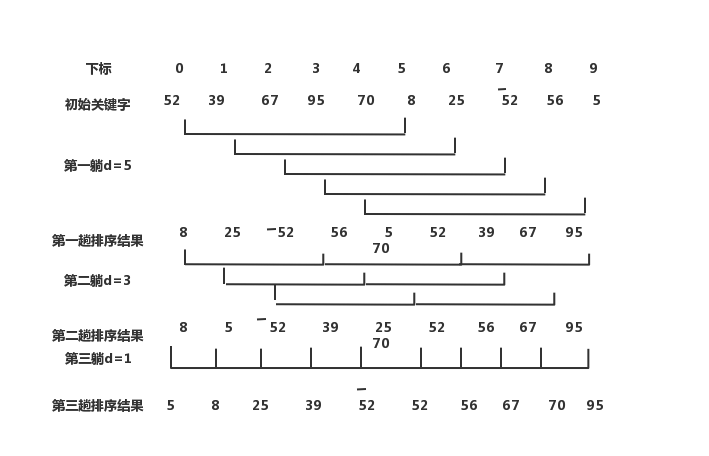 下标 0 1 2 3 4 5 6 7 8 9
初始关键字 52 39 67 95 70 8 25 52 56 5
第一躺d=5
第一趟排序结果 8 25 52 56 5 52 39 67 95
70
第二躺d=3
第二趟排序结果 8 5 52 39 25 52 56 67 95
70
第三躺d=1
第三趟排序结果 5 8 25 39 52 52 56 67 70 95